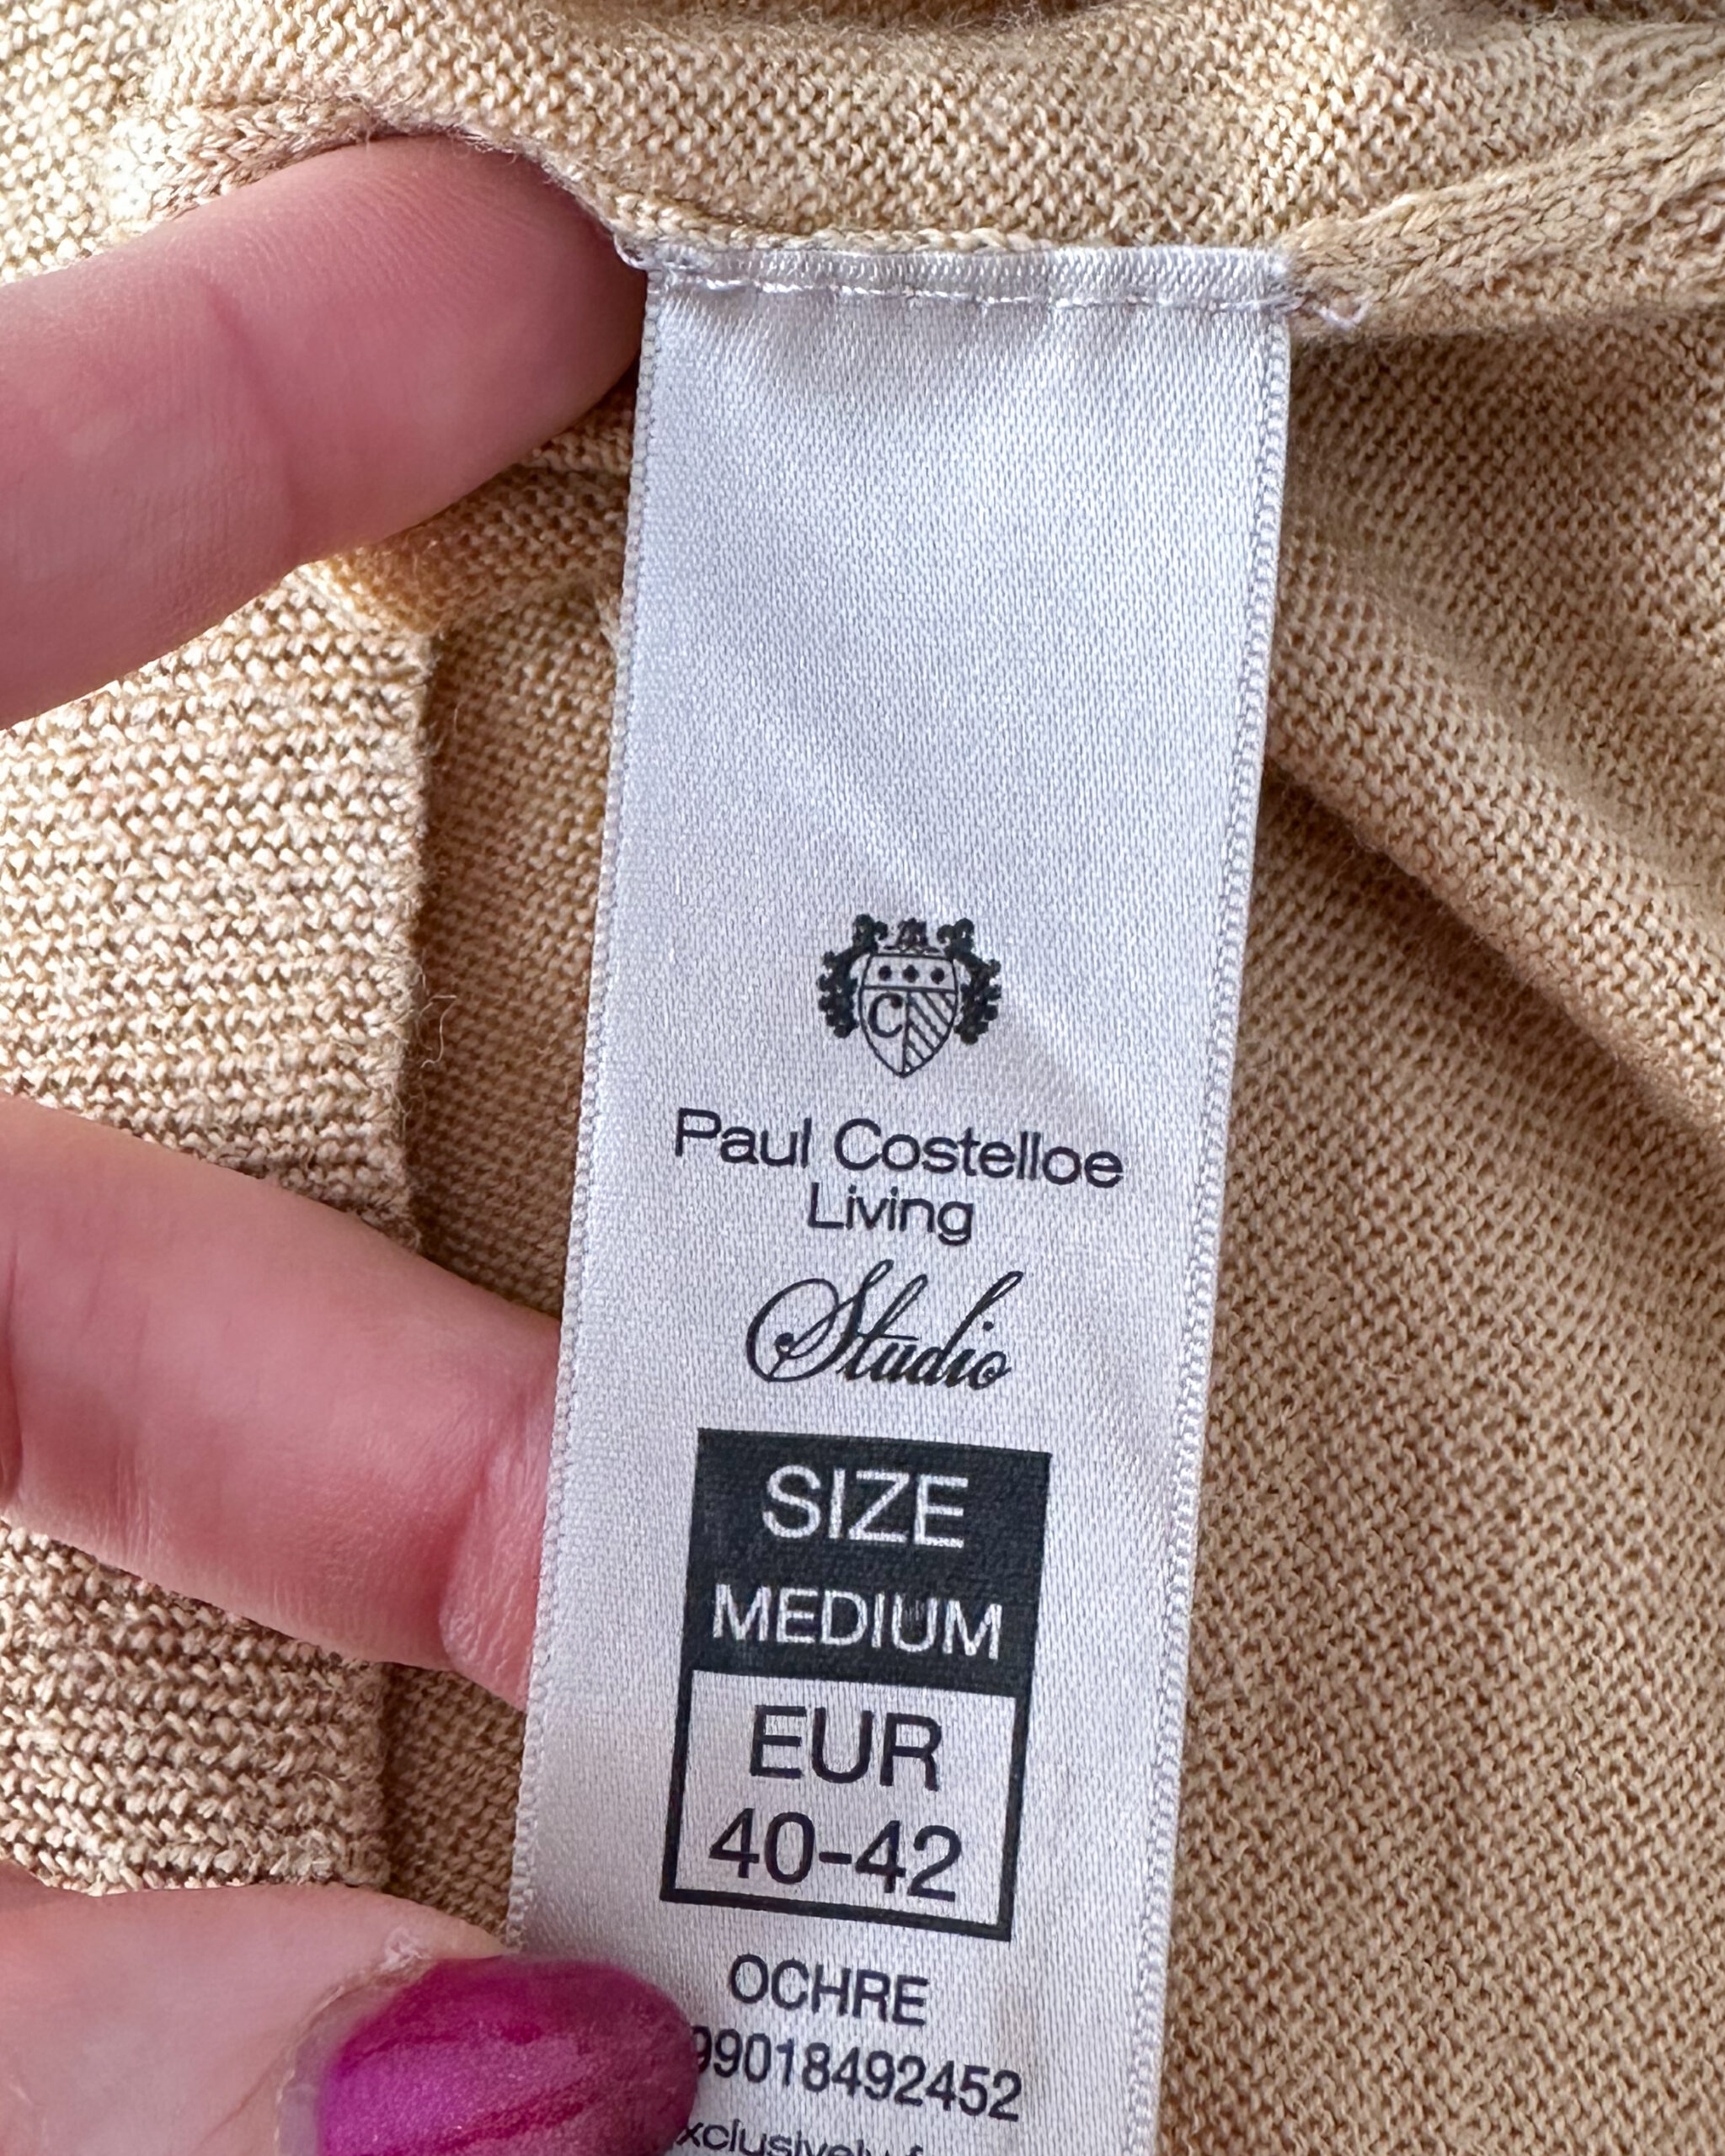 C
Paul Costelloe
Living
Studio
SIZE
MEDIUM
EUR
40-42
OCHRE
99018492452